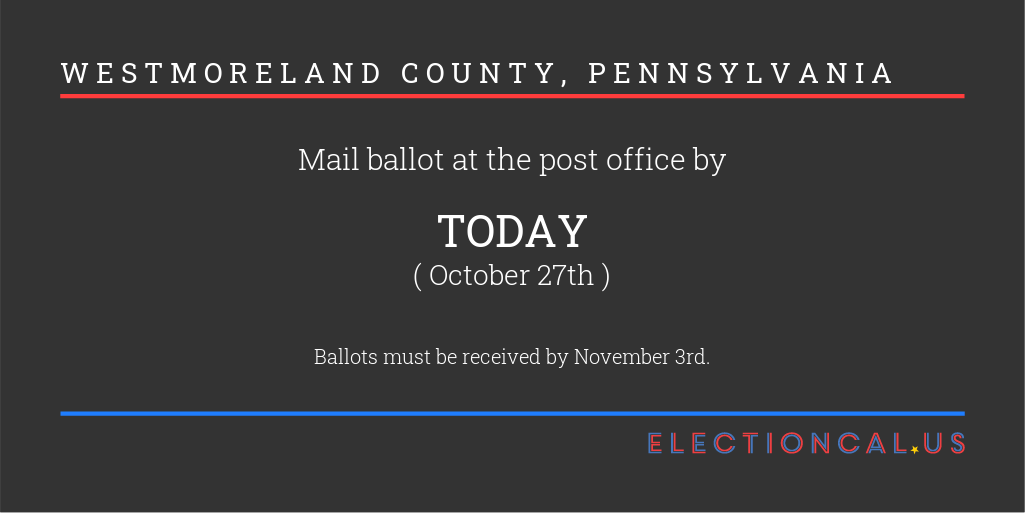 WESTMORELAND COUNTY, PENNSYLVANIA
Mail ballot at the post office by
TODAY
( October 27th )
Ballots must be received by November 3rd.
ELECTIONCAL.US